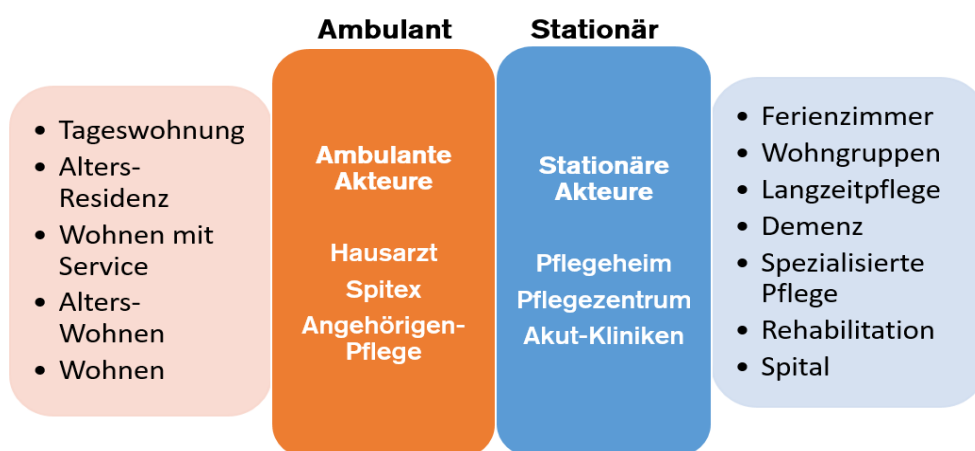 Ambulant
Stationär
• Tageswohnung
• Alters-
Residenz
• Wohnen mit
Service
• Alters-
Wohnen
• Wohnen
Ambulante
Akteure
Hausarzt
Spitex
Angehörigen-
Pflege
Stationäre
Akteure
Pflegeheim
Pflegezentrum
Akut-Kliniken
• Ferienzimmer
• Wohngruppen
• Langzeitpflege
• Demenz
• Spezialisierte
Pflege
• Rehabilitation
• Spital